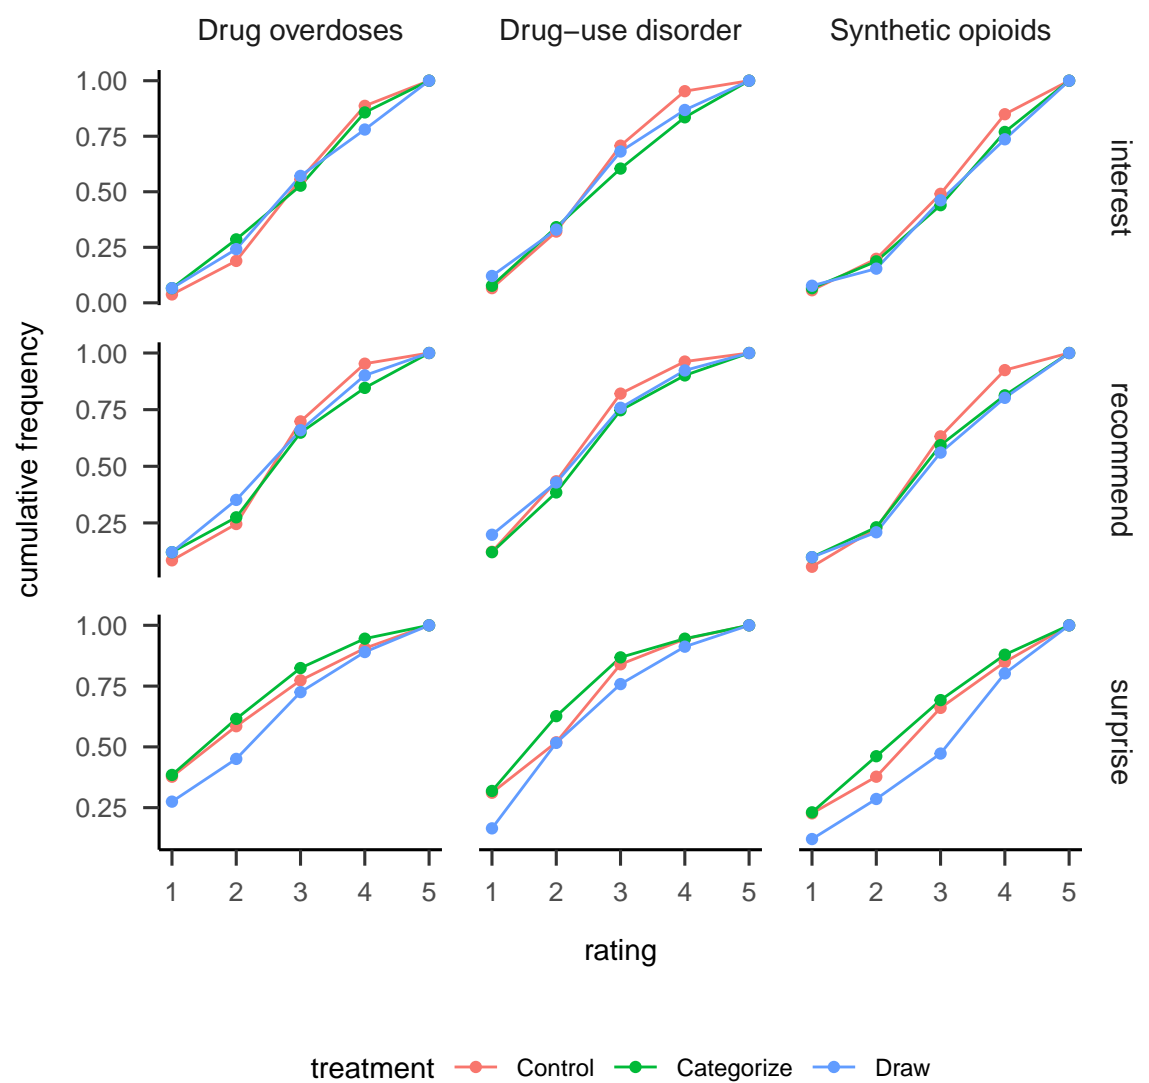 Drug overdoses Drug−use disorder Synthetic opioids
1.00
0.75
0.50
0.25
0.00
interest
1.00
0.75
0.50
0.25
recommend
1.00
0.75
0.50
0.25
surprise
cumulative frequency
1 2 3 4 5 1 2 3 4 5 1 2 3 4 5
rating
treatment Control Categorize Draw